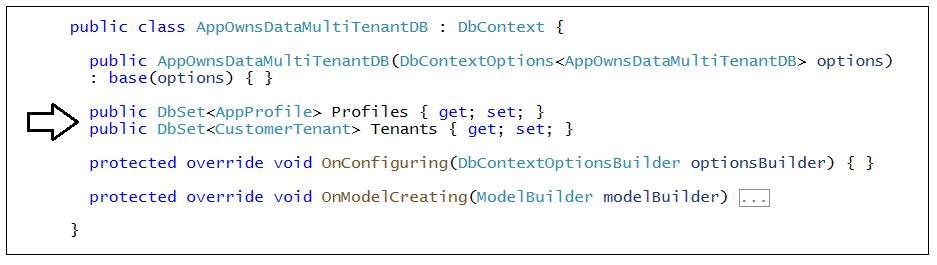 public class AppOwnsDataMultiTenantDB : DbContext {
public AppOwnsDataMultiTenantDB(DbContextOptions<AppOwnsDataMultiTenantDB> options)
: base(options) { }
public DbSet<AppProfile> Profiles { get; set; }
public DbSet<CustomerTenant> Tenants { get; set; }
protected override void OnConfiguring(DbContextOptionsBuilder optionsBuilder) { }
protected override void OnModelCreating(ModelBuilder modelBuilder) ...
}